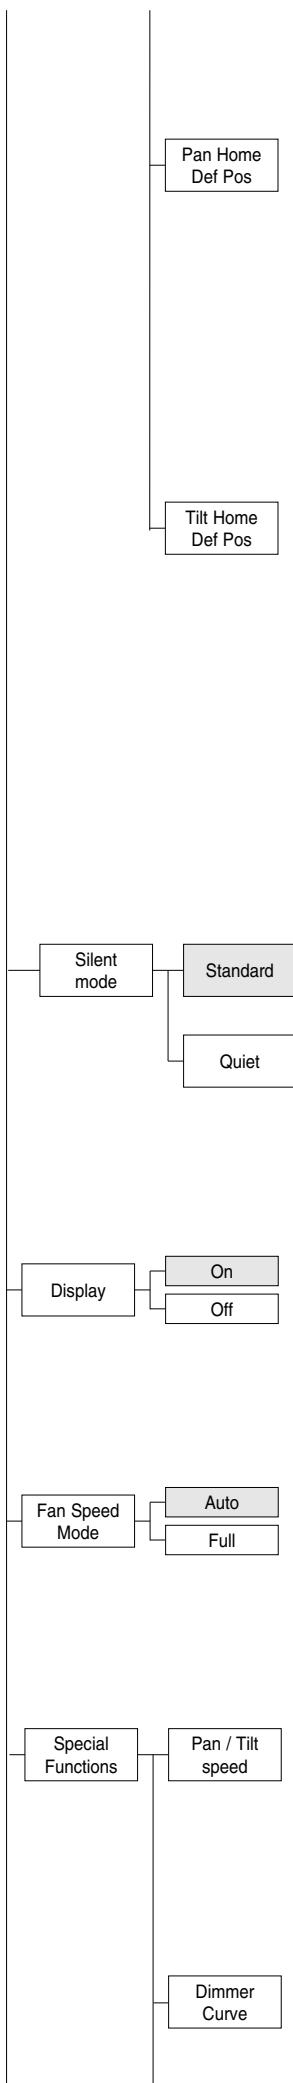 Pan Home
Def Pos
Tilt Home
Def Pos
Silent
mode
Standard
Quiet
Display
On
Off
Fan Speed
Mode
Auto
Full
Special
Functions
Pan / Tilt
speed
Dimmer
Curve